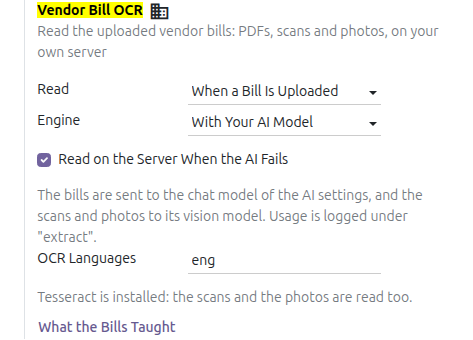 Vendor Bill OCR
Read the uploaded vendor bills: PDFs, scans and photos, on your
own server
Read
When a Bill Is Uploaded
Engine
With Your AI Model
Read on the Server When the AI Fails
The bills are sent to the chat model of the AI settings, and the
scans and photos to its vision model. Usage is logged under
"extract".
OCR Languages
eng
Tesseract is installed: the scans and the photos are read too.
What the Bills Taught